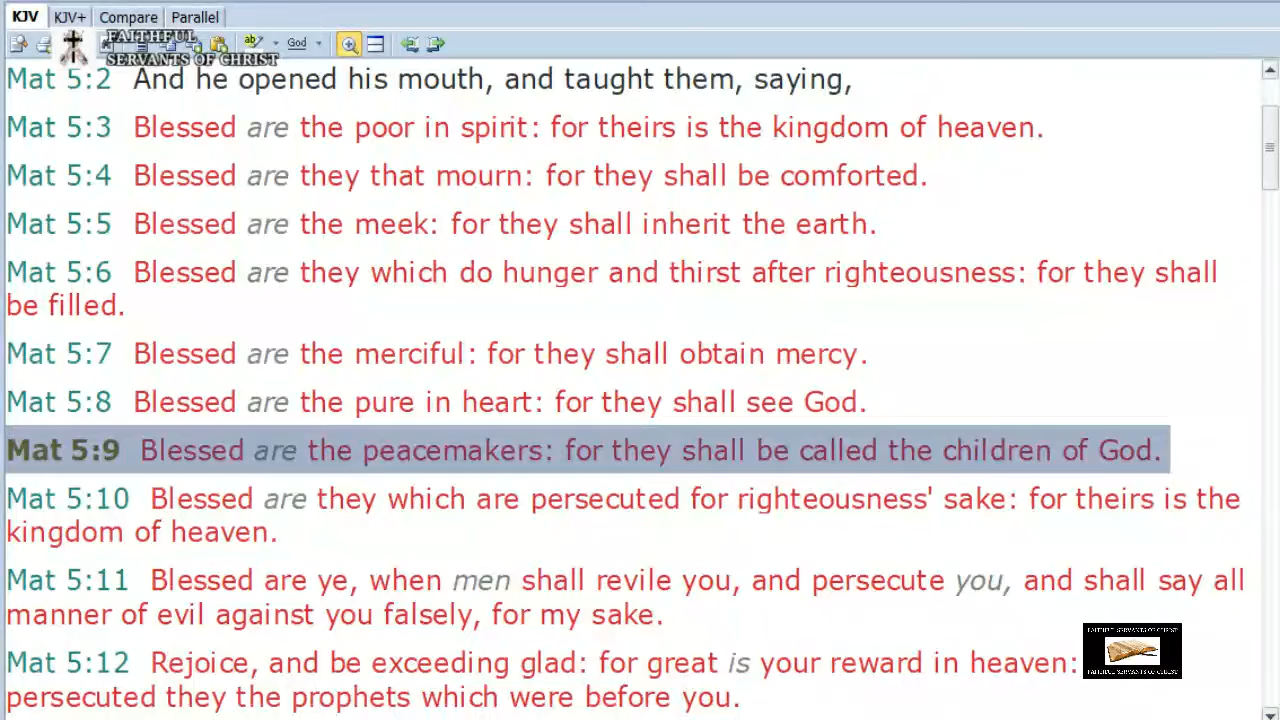 KJV KJV+ Compare Parallel
FAITHFUL
SERVANTS OF CHRIST
God
Mat 5:2 And he opened his mouth, and taught them, saying,
Mat 5:3 Blessed are the poor in spirit: for theirs is the kingdom of heaven.
Mat 5:4 Blessed are they that mourn: for they shall be comforted.
Mat 5:5 Blessed are the meek: for they shall inherit the earth.
Mat 5:6 Blessed are they which do hunger and thirst after righteousness: for they shall
be filled.
Mat 5:7 Blessed are the merciful: for they shall obtain mercy.
Mat 5:8 Blessed are the pure in heart: for they shall see God.
Mat 5:9 Blessed are the peacemakers: for they shall be called the children of God.
Mat 5:10 Blessed are they which are persecuted for righteousness' sake: for theirs is the
kingdom of heaven.
Mat 5:11 Blessed are ye, when men shall revile you, and persecute you, and shall say all
manner of evil against you falsely, for my sake.
Mat 5:12 Rejoice, and be exceeding glad: for great is your reward in heaven:
persecuted they the prophets which were before you.
FAITHFUL SERVANTS OF CHRIST
FAITHFUL SERVANTS OF CHRIST